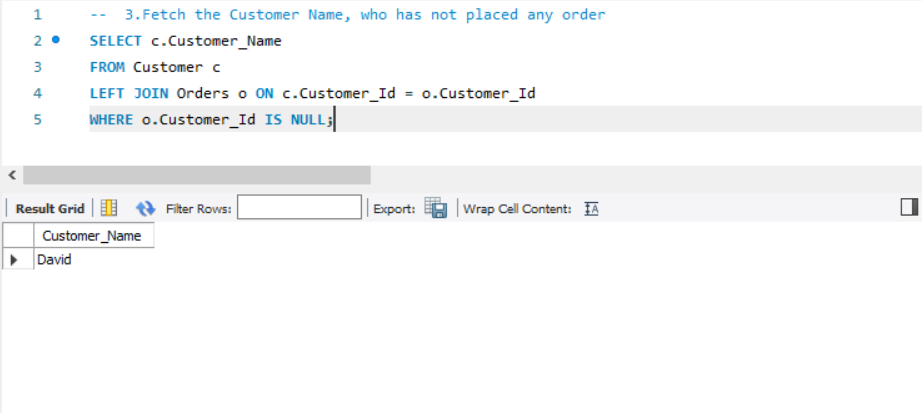 1 -- 3.Fetch the Customer Name, who has not placed any order
2 SELECT c.Customer_Name
3 FROM Customer c
4 LEFT JOIN Orders o ON c.Customer_Id = o.Customer_Id
5 WHERE o.Customer_Id IS NULL;
Result Grid Filter Rows: Export: Wrap Cell Content: IA
Customer_Name
David